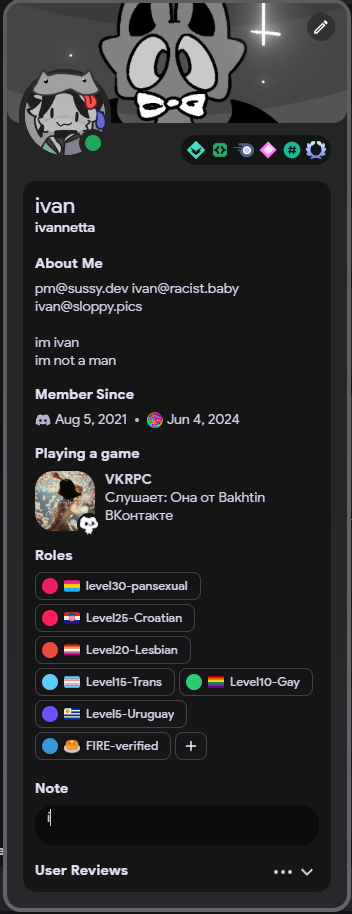 ivan
ivannetta
About Me
pm@sussy.dev ivan@racist.baby
ivan@sloppy.pics
im ivan
im not a man
Member Since
Aug 5, 2021 • Jun 4, 2024
Playing a game
VKRPC
Слушает: Она от Bakhtin
ВКонтакте
Roles
level30-pansexual
Level25-Croatian
Level20-Lesbian
Level15-Trans Level10-Gay
Level5-Uruguay
FIRE-verified +
Note
i
User Reviews